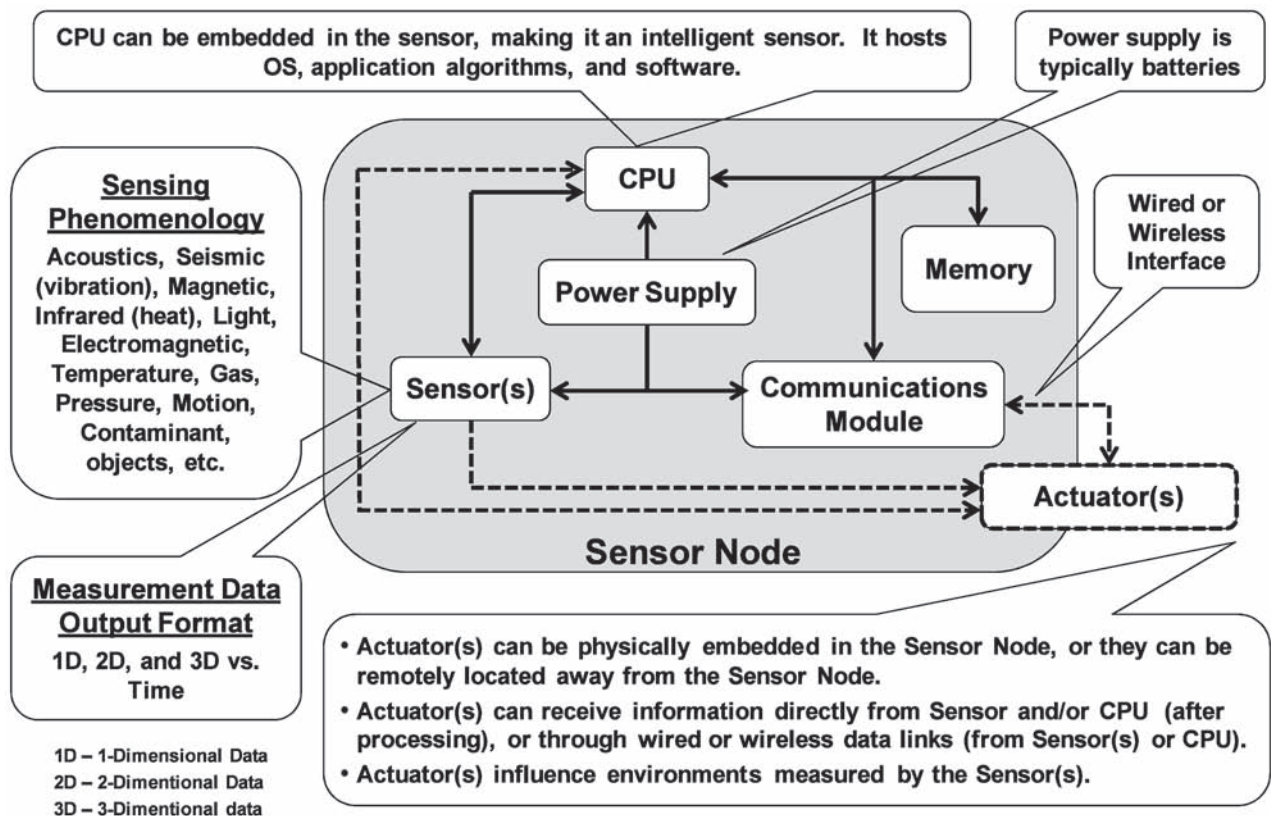 CPU can be embedded in the sensor, making it an intelligent sensor. It hosts
OS, application algorithms, and software.
Power supply is
typically batteries
Sensing
Phenomenology
Acoustics, Seismic
(vibration), Magnetic,
Infrared (heat), Light,
Electromagnetic,
Temperature, Gas,
Pressure, Motion,
Contaminant,
objects, etc.
CPU
Memory
Power Supply
Sensor(s)
Communications
Module
Wired or
Wireless
Interface
Actuator(s)
Sensor Node
Measurement Data
Output Format
1D, 2D, and 3D vs.
Time
1D – 1-Dimensional Data
2D – 2-Dimentional Data
3D – 3-Dimentional data
• Actuator(s) can be physically embedded in the Sensor Node, or they can be
remotely located away from the Sensor Node.
• Actuator(s) can receive information directly from Sensor and/or CPU (after
processing), or through wired or wireless data links (from Sensor(s) or CPU).
• Actuator(s) influence environments measured by the Sensor(s).